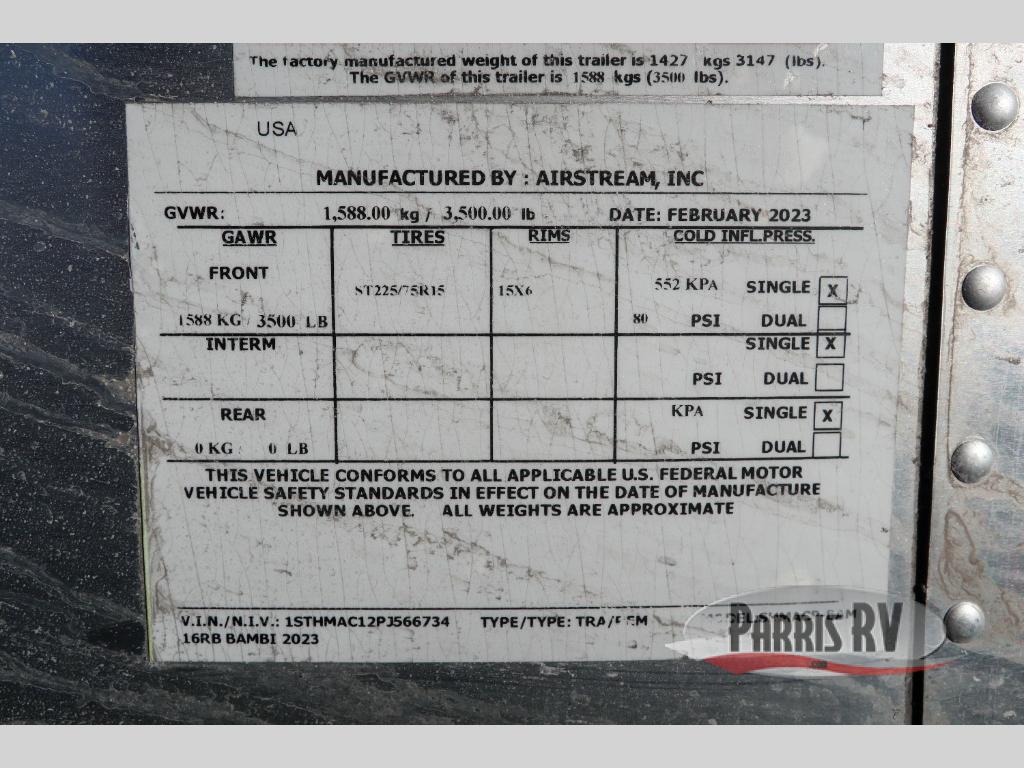 The factory manufactured weight of this trailer is 1427 kgs 3147 (lbs).
The GVWR of this trailer is 1588 kgs (3500 lbs).
USA
MANUFACTURED BY : AIRSTREAM, INC
GVWR: 1,588.00 kg / 3,500.00 lb DATE: FEBRUARY 2023
GAWR TIRES RIMS COLD INFL.PRESS.
FRONT
ST225/75R15 15X6 552 KPA SINGLE X
1588 KG / 3500 LB 80 PSI DUAL
INTERM SINGLE X
PSI DUAL
REAR KPA SINGLE X
0 KG / 0 LB PSI DUAL
THIS VEHICLE CONFORMS TO ALL APPLICABLE U.S. FEDERAL MOTOR
VEHICLE SAFETY STANDARDS IN EFFECT ON THE DATE OF MANUFACTURE
SHOWN ABOVE. ALL WEIGHTS ARE APPROXIMATE
V.I.N./N.I.V.: 1STHMAC12PJ566734 TYPE/TYPE: TRA/REM
16RB BAMBI 2023
PARRIS RV
.COM